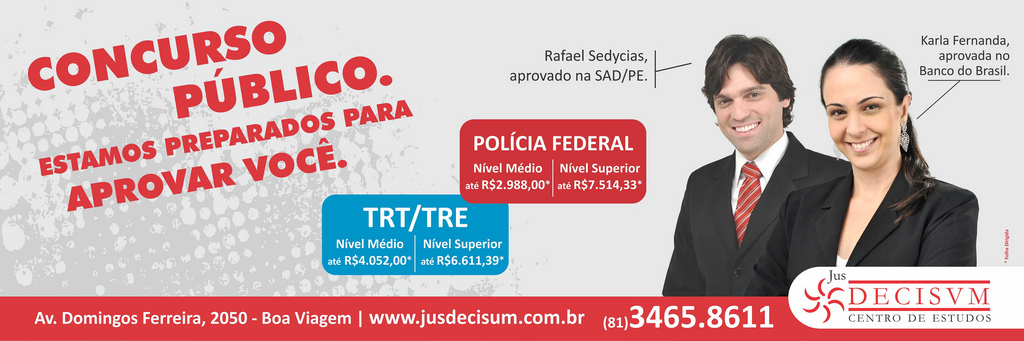 CONCURSO
PÚBLICO.
ESTAMOS PREPARADOS PARA
APROVAR VOCÊ.
Rafael Sedycias,
aprovado na SAD/PE.
Karla Fernanda,
aprovada no
Banco do Brasil.
POLÍCIA FEDERAL
Nível Médio Nível Superior
até R$2.988,00* até R$7.514,33*
TRT/TRE
Nível Médio Nível Superior
até R$4.052,00* até R$6.611,39*
* Folha Dirigida
Av. Domingos Ferreira, 2050 - Boa Viagem | www.jusdecisum.com.br (81)3465.8611
Jus
DECISVM
CENTRO DE ESTUDOS